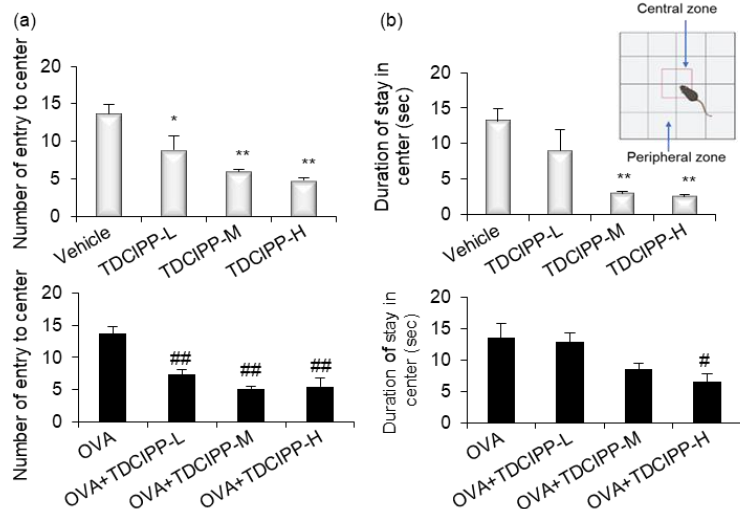 (a)
Number of entry to center
20
15
10
5
0
*
**
**
Vehicle
TDCIPP-L
TDCIPP-M
TDCIPP-H
(b)
Central zone
Peripheral zone
Duration of stay in
center (sec)
20
15
10
5
0
**
**
Vehicle
TDCIPP-L
TDCIPP-M
TDCIPP-H
Number of entry to center
20
15
10
5
0
##
##
##
OVA
OVA+TDCIPP-L
OVA+TDCIPP-M
OVA+TDCIPP-H
Duration of stay in
center (sec)
20
15
10
5
0
#
OVA
OVA+TDCIPP-L
OVA+TDCIPP-M
OVA+TDCIPP-H